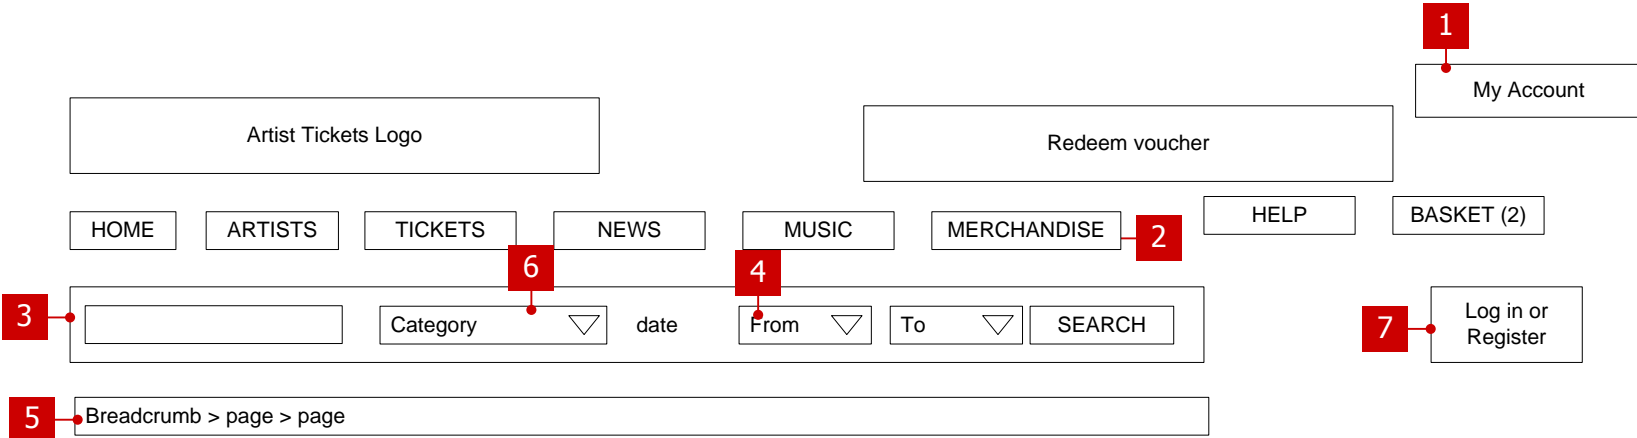 1
My Account
Artist Tickets Logo
Redeem voucher
HOME
ARTISTS
TICKETS
NEWS
MUSIC
MERCHANDISE
2
HELP
BASKET (2)
6
4
3
Category
date
From
To
SEARCH
7
Log in or
Register
5
Breadcrumb > page > page